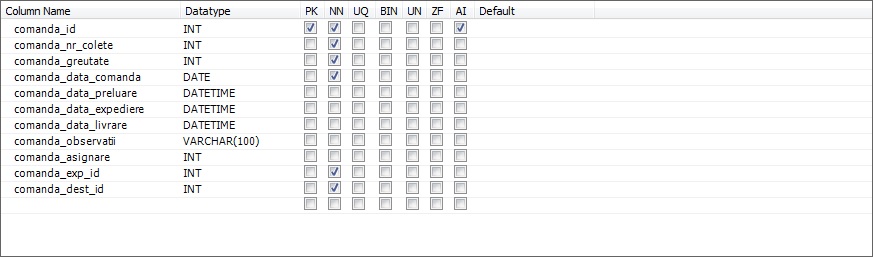 Column Name Datatype PK NN UQ BIN UN ZF AI Default
comanda_id INT
comanda_nr_colete INT
comanda_greutate INT
comanda_data_comanda DATE
comanda_data_preluare DATETIME
comanda_data_expediere DATETIME
comanda_data_livrare DATETIME
comanda_observatii VARCHAR(100)
comanda_asignare INT
comanda_exp_id INT
comanda_dest_id INT